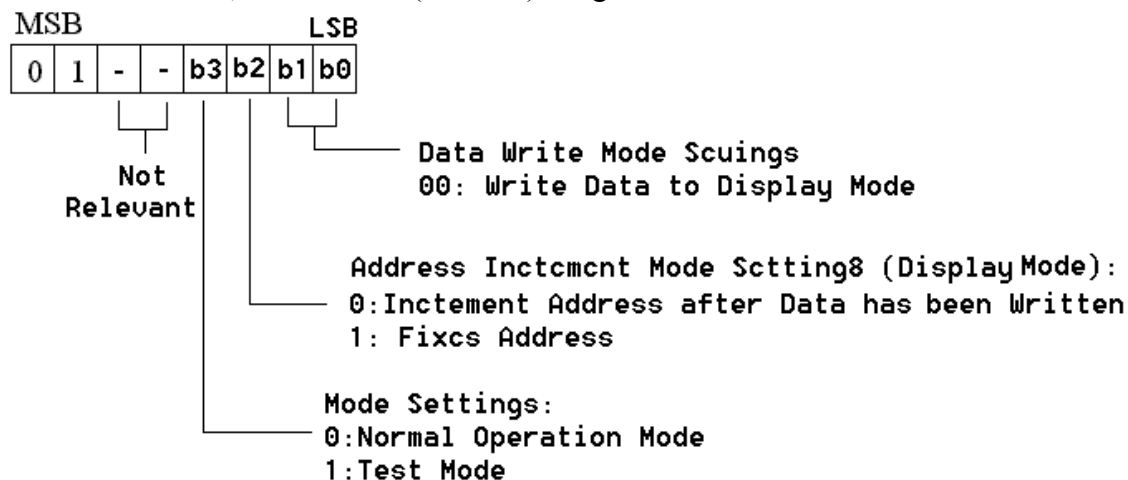 MSB LSB
0 1 - - b3 b2 b1 b0
Not
Relevant
Data Write Mode Scuings
00: Write Data to Display Mode
Address Inctcmcnt Mode Sctting8 (Display Mode):
0:Inctement Address after Data has been Written
1: Fixcs Address
Mode Settings:
0:Normal Operation Mode
1:Test Mode